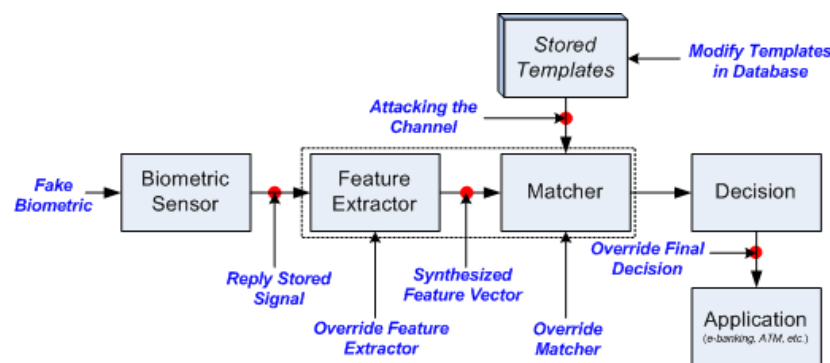 Stored
Templates
Modify Templates
in Database
Attacking the
Channel
Fake
Biometric
Biometric
Sensor
Feature
Extractor
Matcher
Decision
Reply Stored
Signal
Synthesized
Feature Vector
Override Final
Decision
Override Feature
Extractor
Override
Matcher
Application
(e-banking, ATM, etc.)